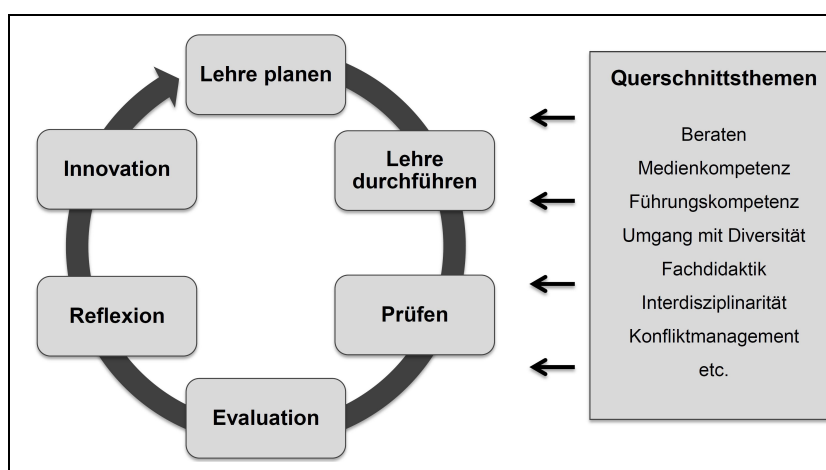 Lehre planen
Lehre
durchführen
Prüfen
Evaluation
Reflexion
Innovation
Querschnittsthemen
Beraten
Medienkompetenz
Führungskompetenz
Umgang mit Diversität
Fachdidaktik
Interdisziplinarität
Konfliktmanagement
etc.